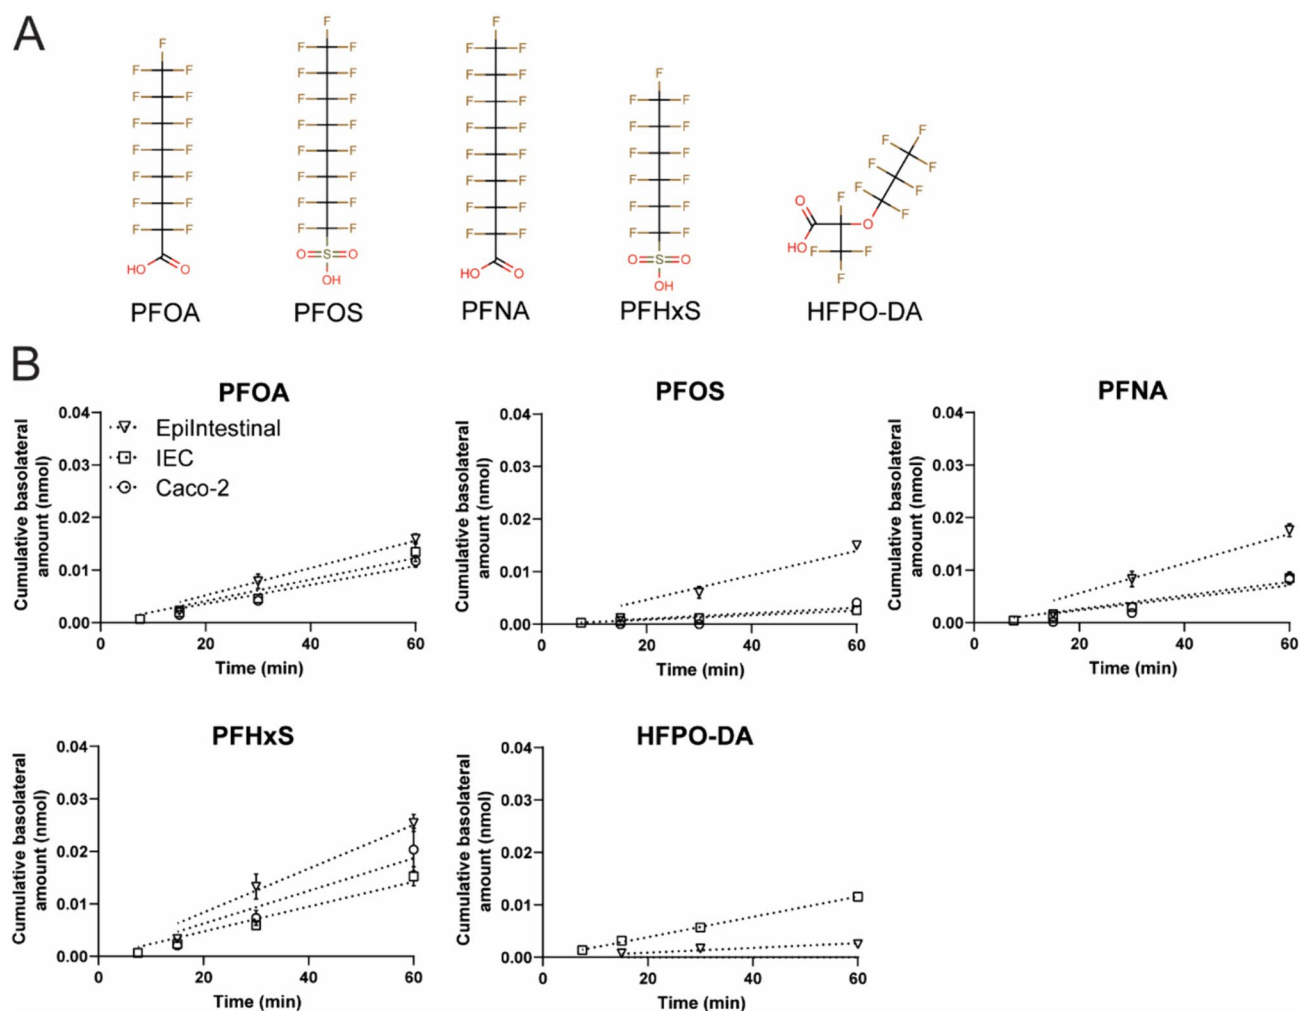 A
F
F F
F F
F F
F F
F F
F F
F F
HO O
PFOA
F
F F
F F
F F
F F
F F
F F
F F
F F
O S O
OH
PFOS
F
F F
F F
F F
F F
F F
F F
F F
F F
HO O
PFNA
F
F F
F F
F F
F F
F F
F F
O S O
OH
PFHxS
F
F F
F F
F F
O F O
HO F F
F
HFPO-DA
B
PFOA
Cumulative basolateral
amount (nmol)
0.04
0.03
0.02
0.01
0.00
EpiIntestinal
IEC
Caco-2
0 20 40 60
Time (min)
PFOS
Cumulative basolateral
amount (nmol)
0.04
0.03
0.02
0.01
0.00
0 20 40 60
Time (min)
PFNA
Cumulative basolateral
amount (nmol)
0.04
0.03
0.02
0.01
0.00
0 20 40 60
Time (min)
PFHxS
Cumulative basolateral
amount (nmol)
0.04
0.03
0.02
0.01
0.00
0 20 40 60
Time (min)
HFPO-DA
Cumulative basolateral
amount (nmol)
0.04
0.03
0.02
0.01
0.00
0 20 40 60
Time (min)